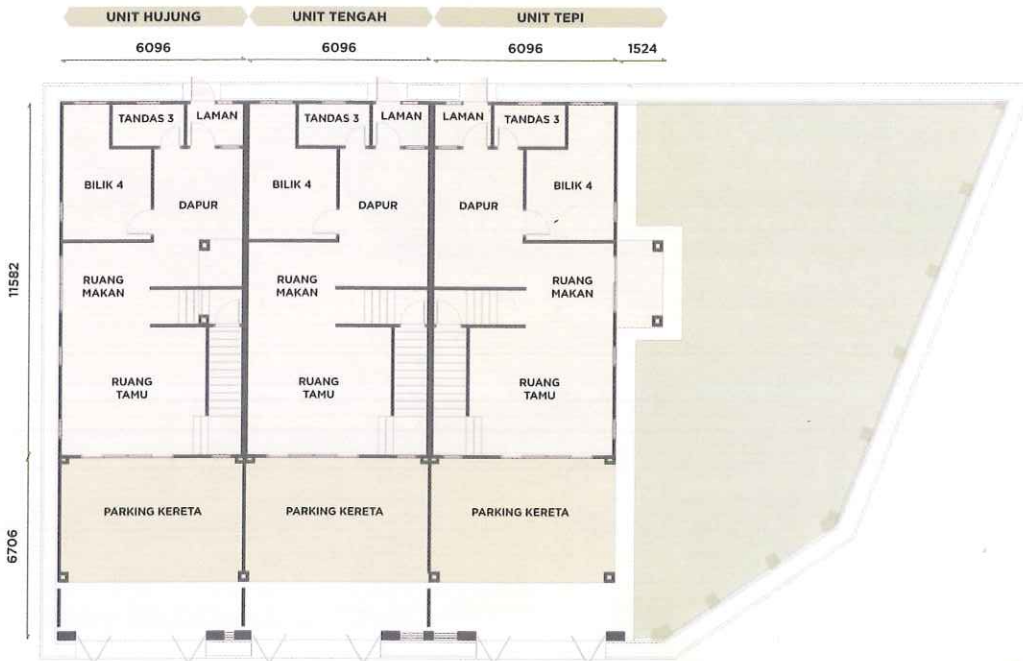 UNIT HUJUNG UNIT TENGAH UNIT TEPI
6096 6096 6096 1524
TANDAS 3 LAMAN TANDAS 3 LAMAN LAMAN TANDAS 3
BILIK 4 BILIK 4 BILIK 4
DAPUR DAPUR DAPUR
11582
RUANG RUANG RUANG
MAKAN MAKAN MAKAN
RUANG RUANG RUANG
TAMU TAMU TAMU
PARKING KERETA PARKING KERETA PARKING KERETA
6706